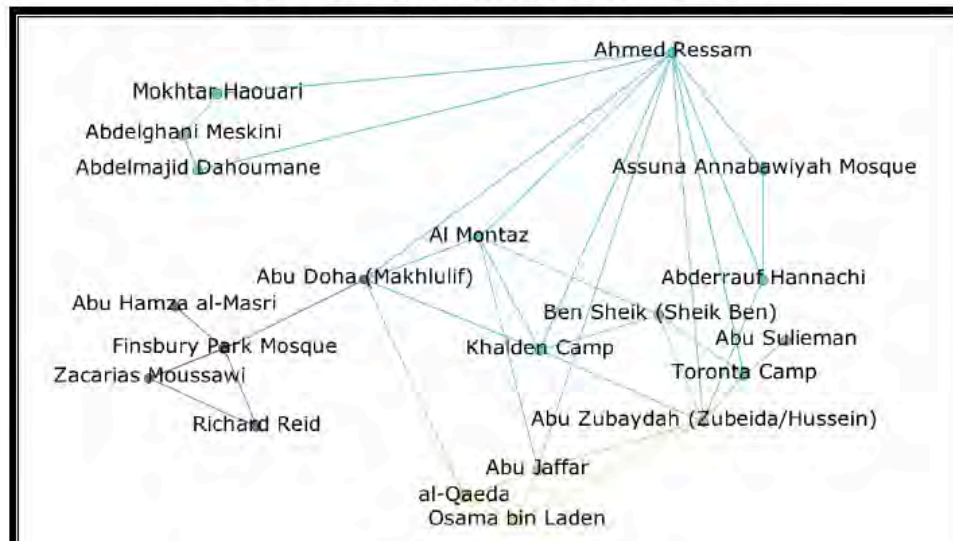 Ahmed Ressam
Mokhtar Haouari
Abdelghani Meskini
Abdelmajid Dahoumane
Assuna Annabawiyah Mosque
Al Montaz
Abu Doha (Makhlulif)
Abderrauf Hannachi
Abu Hamza al-Masri
Ben Sheik (Sheik Ben)
Abu Sulieman
Finsbury Park Mosque
Khalden Camp
Zacarias Moussawi
Toronta Camp
Richard Reid
Abu Zubaydah (Zubeida/Hussein)
Abu Jaffar
al-Qaeda
Osama bin Laden